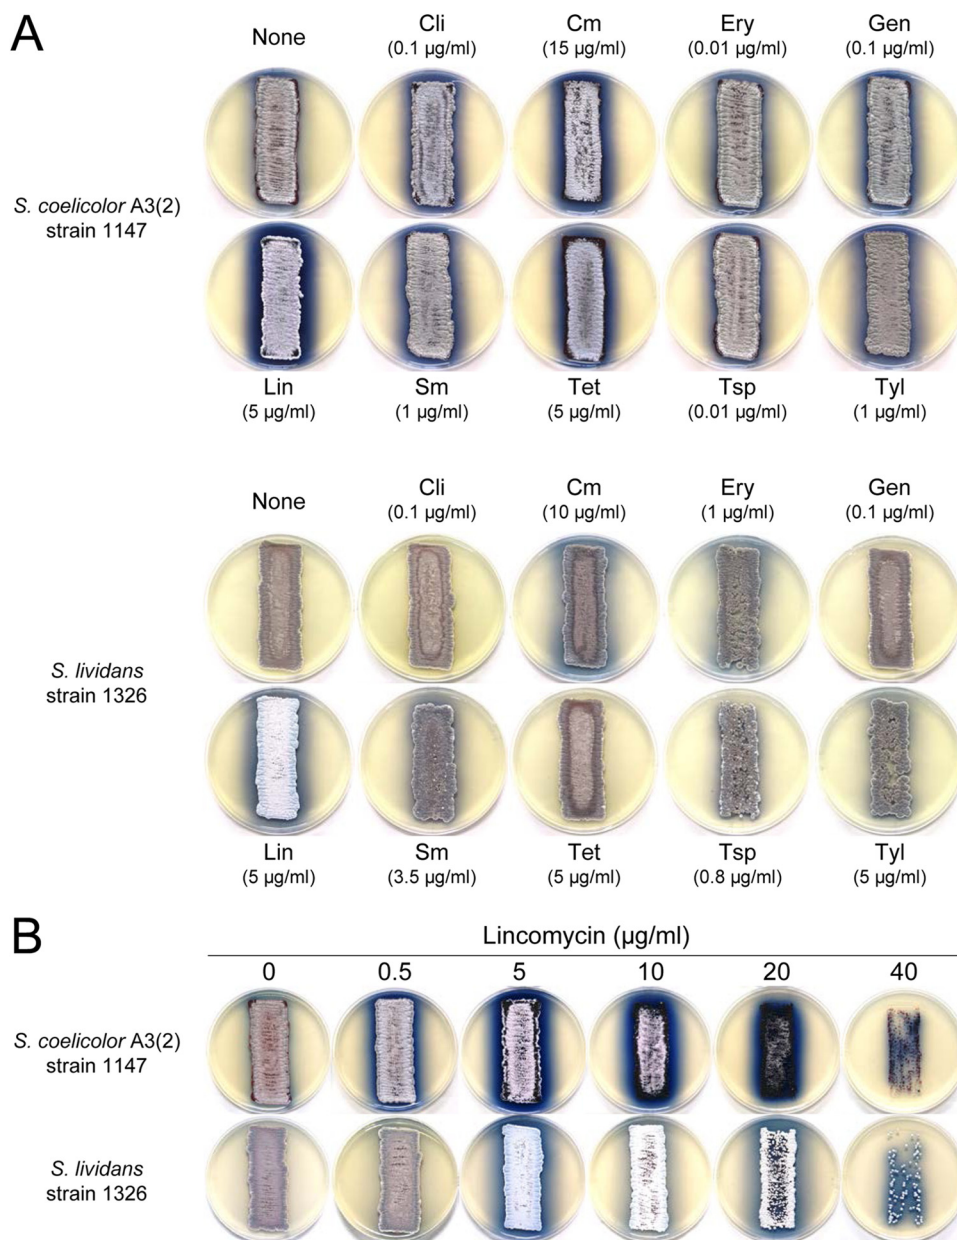 A
None Cli Cm Ery Gen
(0.1 µg/ml) (15 µg/ml) (0.01 µg/ml) (0.1 µg/ml)
S. coelicolor A3(2)
strain 1147
Lin Sm Tet Tsp Tyl
(5 µg/ml) (1 µg/ml) (5 µg/ml) (0.01 µg/ml) (1 µg/ml)
None Cli Cm Ery Gen
(0.1 µg/ml) (10 µg/ml) (1 µg/ml) (0.1 µg/ml)
S. lividans
strain 1326
Lin Sm Tet Tsp Tyl
(5 µg/ml) (3.5 µg/ml) (5 µg/ml) (0.8 µg/ml) (5 µg/ml)
B
Lincomycin (µg/ml)
0 0.5 5 10 20 40
S. coelicolor A3(2)
strain 1147
S. lividans
strain 1326